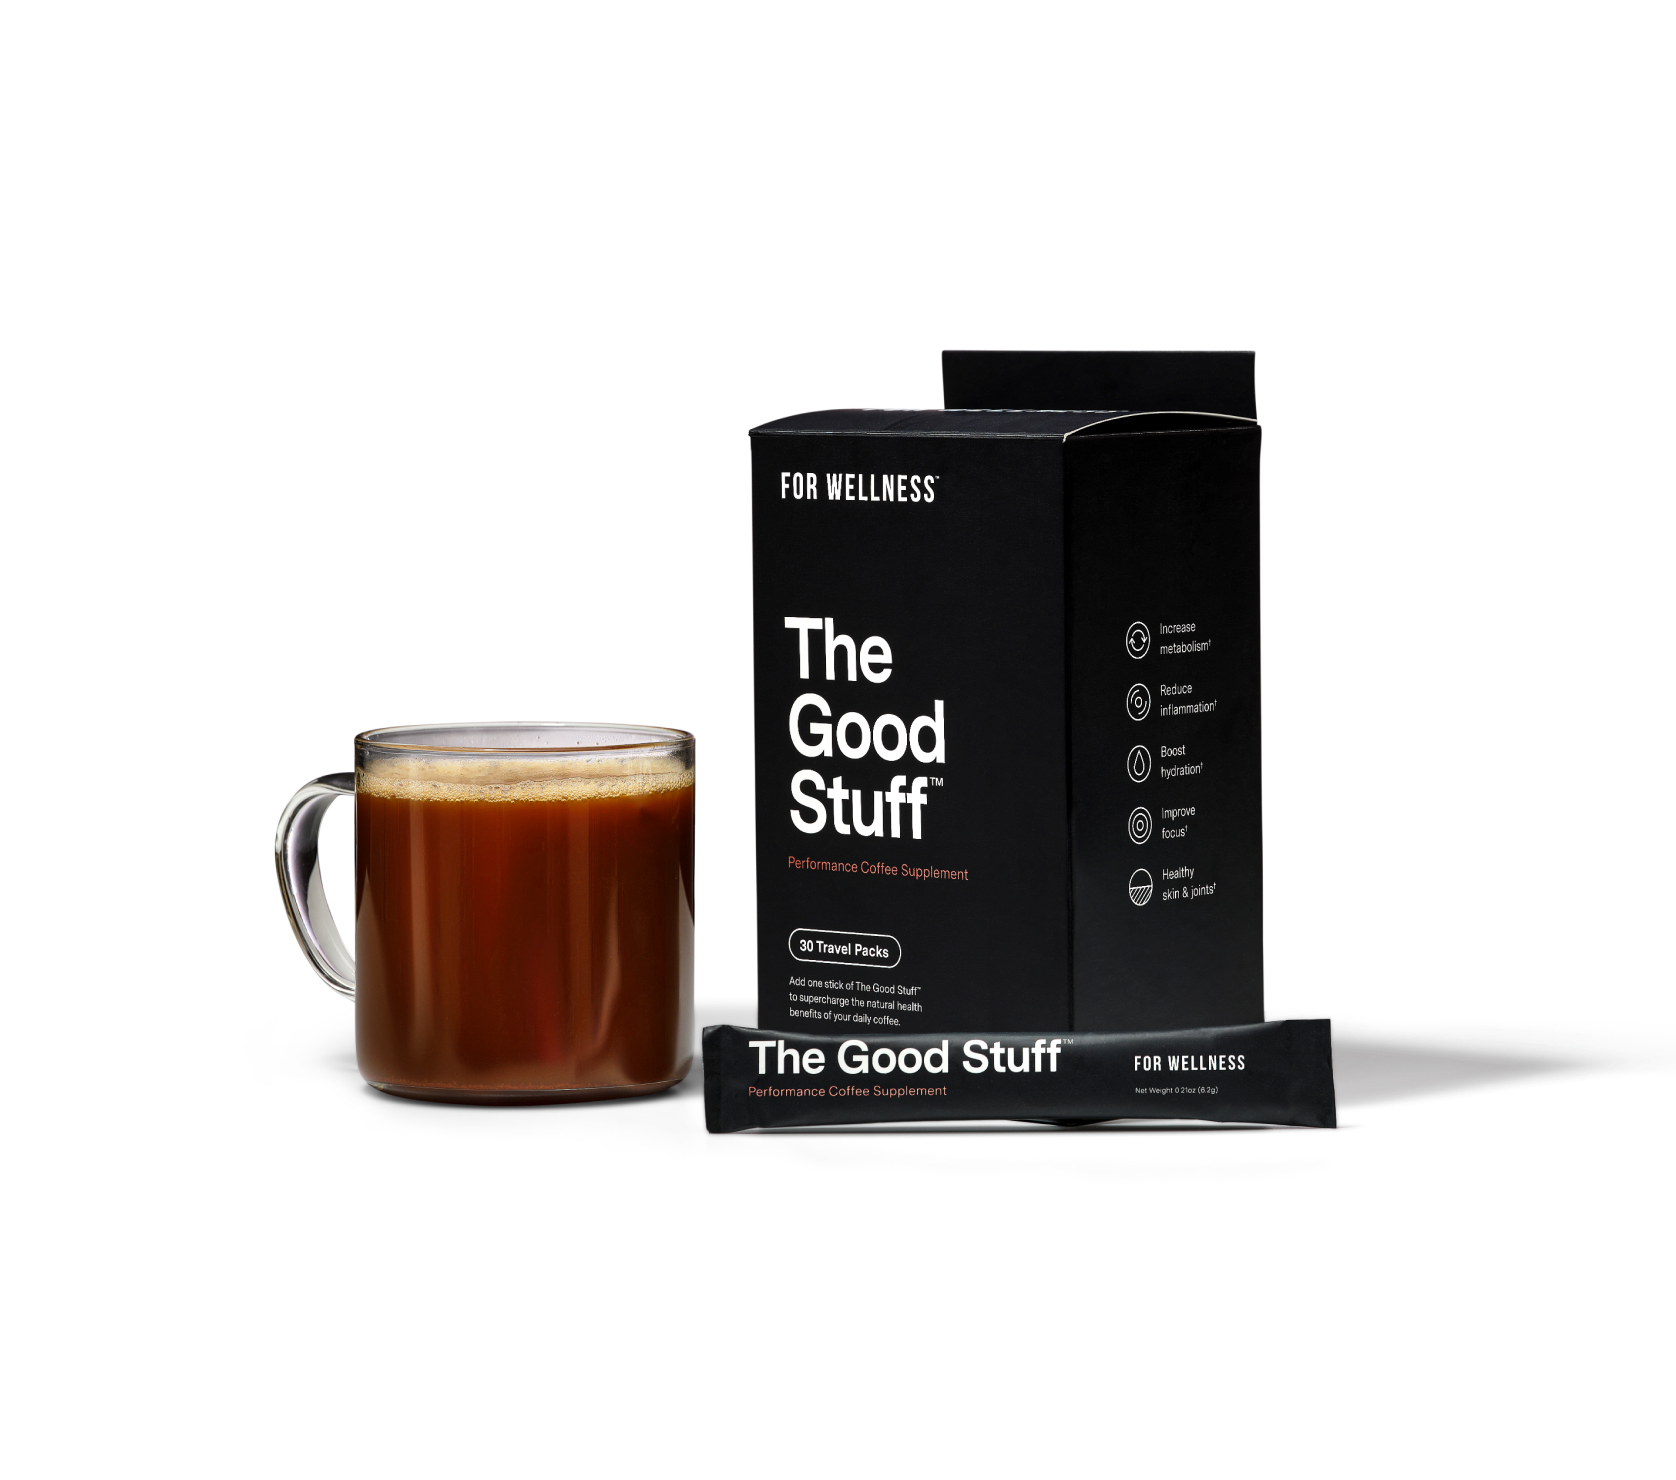 FOR WELLNESS™
The
Good
Stuff™
Performance Coffee Supplement
30 Travel Packs
Add one stick of The Good Stuff™
to supercharge the natural health
benefits of your daily coffee.
Increase
metabolism†
Reduce
inflammation†
Boost
hydration†
Improve
focus†
Healthy
skin & joints†
The Good Stuff™
Performance Coffee Supplement
FOR WELLNESS
Net Weight 0.21oz (6.2g)